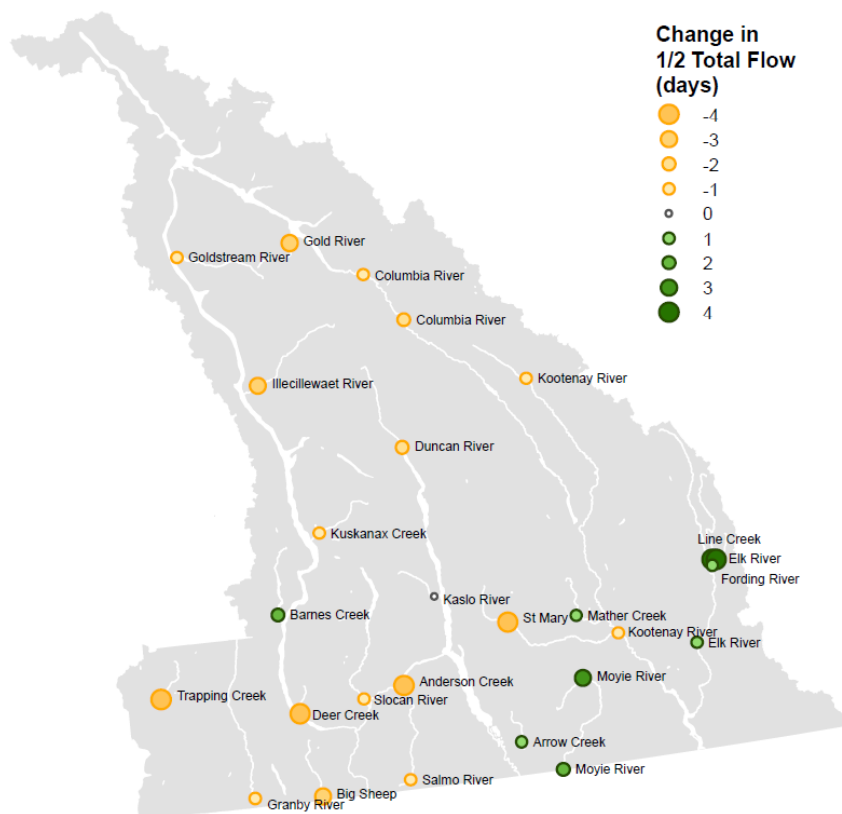 Change in
1/2 Total Flow
(days)
-4
-3
-2
-1
0
1
2
3
4
Gold River
Goldstream River
Columbia River
Columbia River
Kootenay River
Illecillewaet River
Duncan River
Kuskanax Creek
Line Creek
Elk River
Fording River
Kaslo River
Barnes Creek
St Mary
Mather Creek
Kootenay River
Elk River
Anderson Creek
Moyie River
Trapping Creek
Slocan River
Deer Creek
Arrow Creek
Moyie River
Salmo River
Big Sheep
Granby River